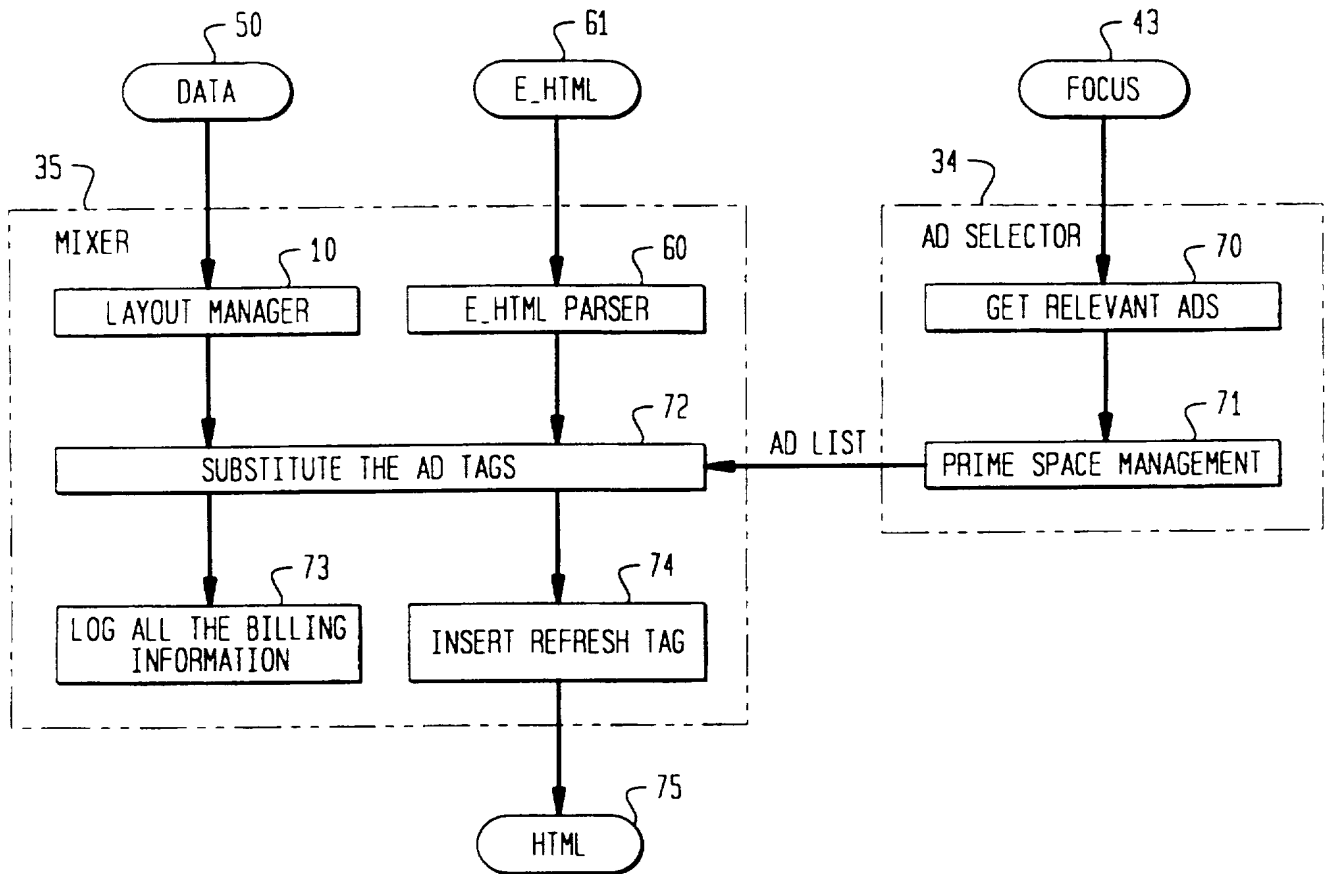 50
61
43
DATA
E_HTML
FOCUS
35
34
MIXER
AD SELECTOR
10
60
70
LAYOUT MANAGER
E_HTML PARSER
GET RELEVANT ADS
72
71
AD LIST
SUBSTITUTE THE AD TAGS
PRIME SPACE MANAGEMENT
73
74
LOG ALL THE BILLING
INFORMATION
INSERT REFRESH TAG
75
HTML